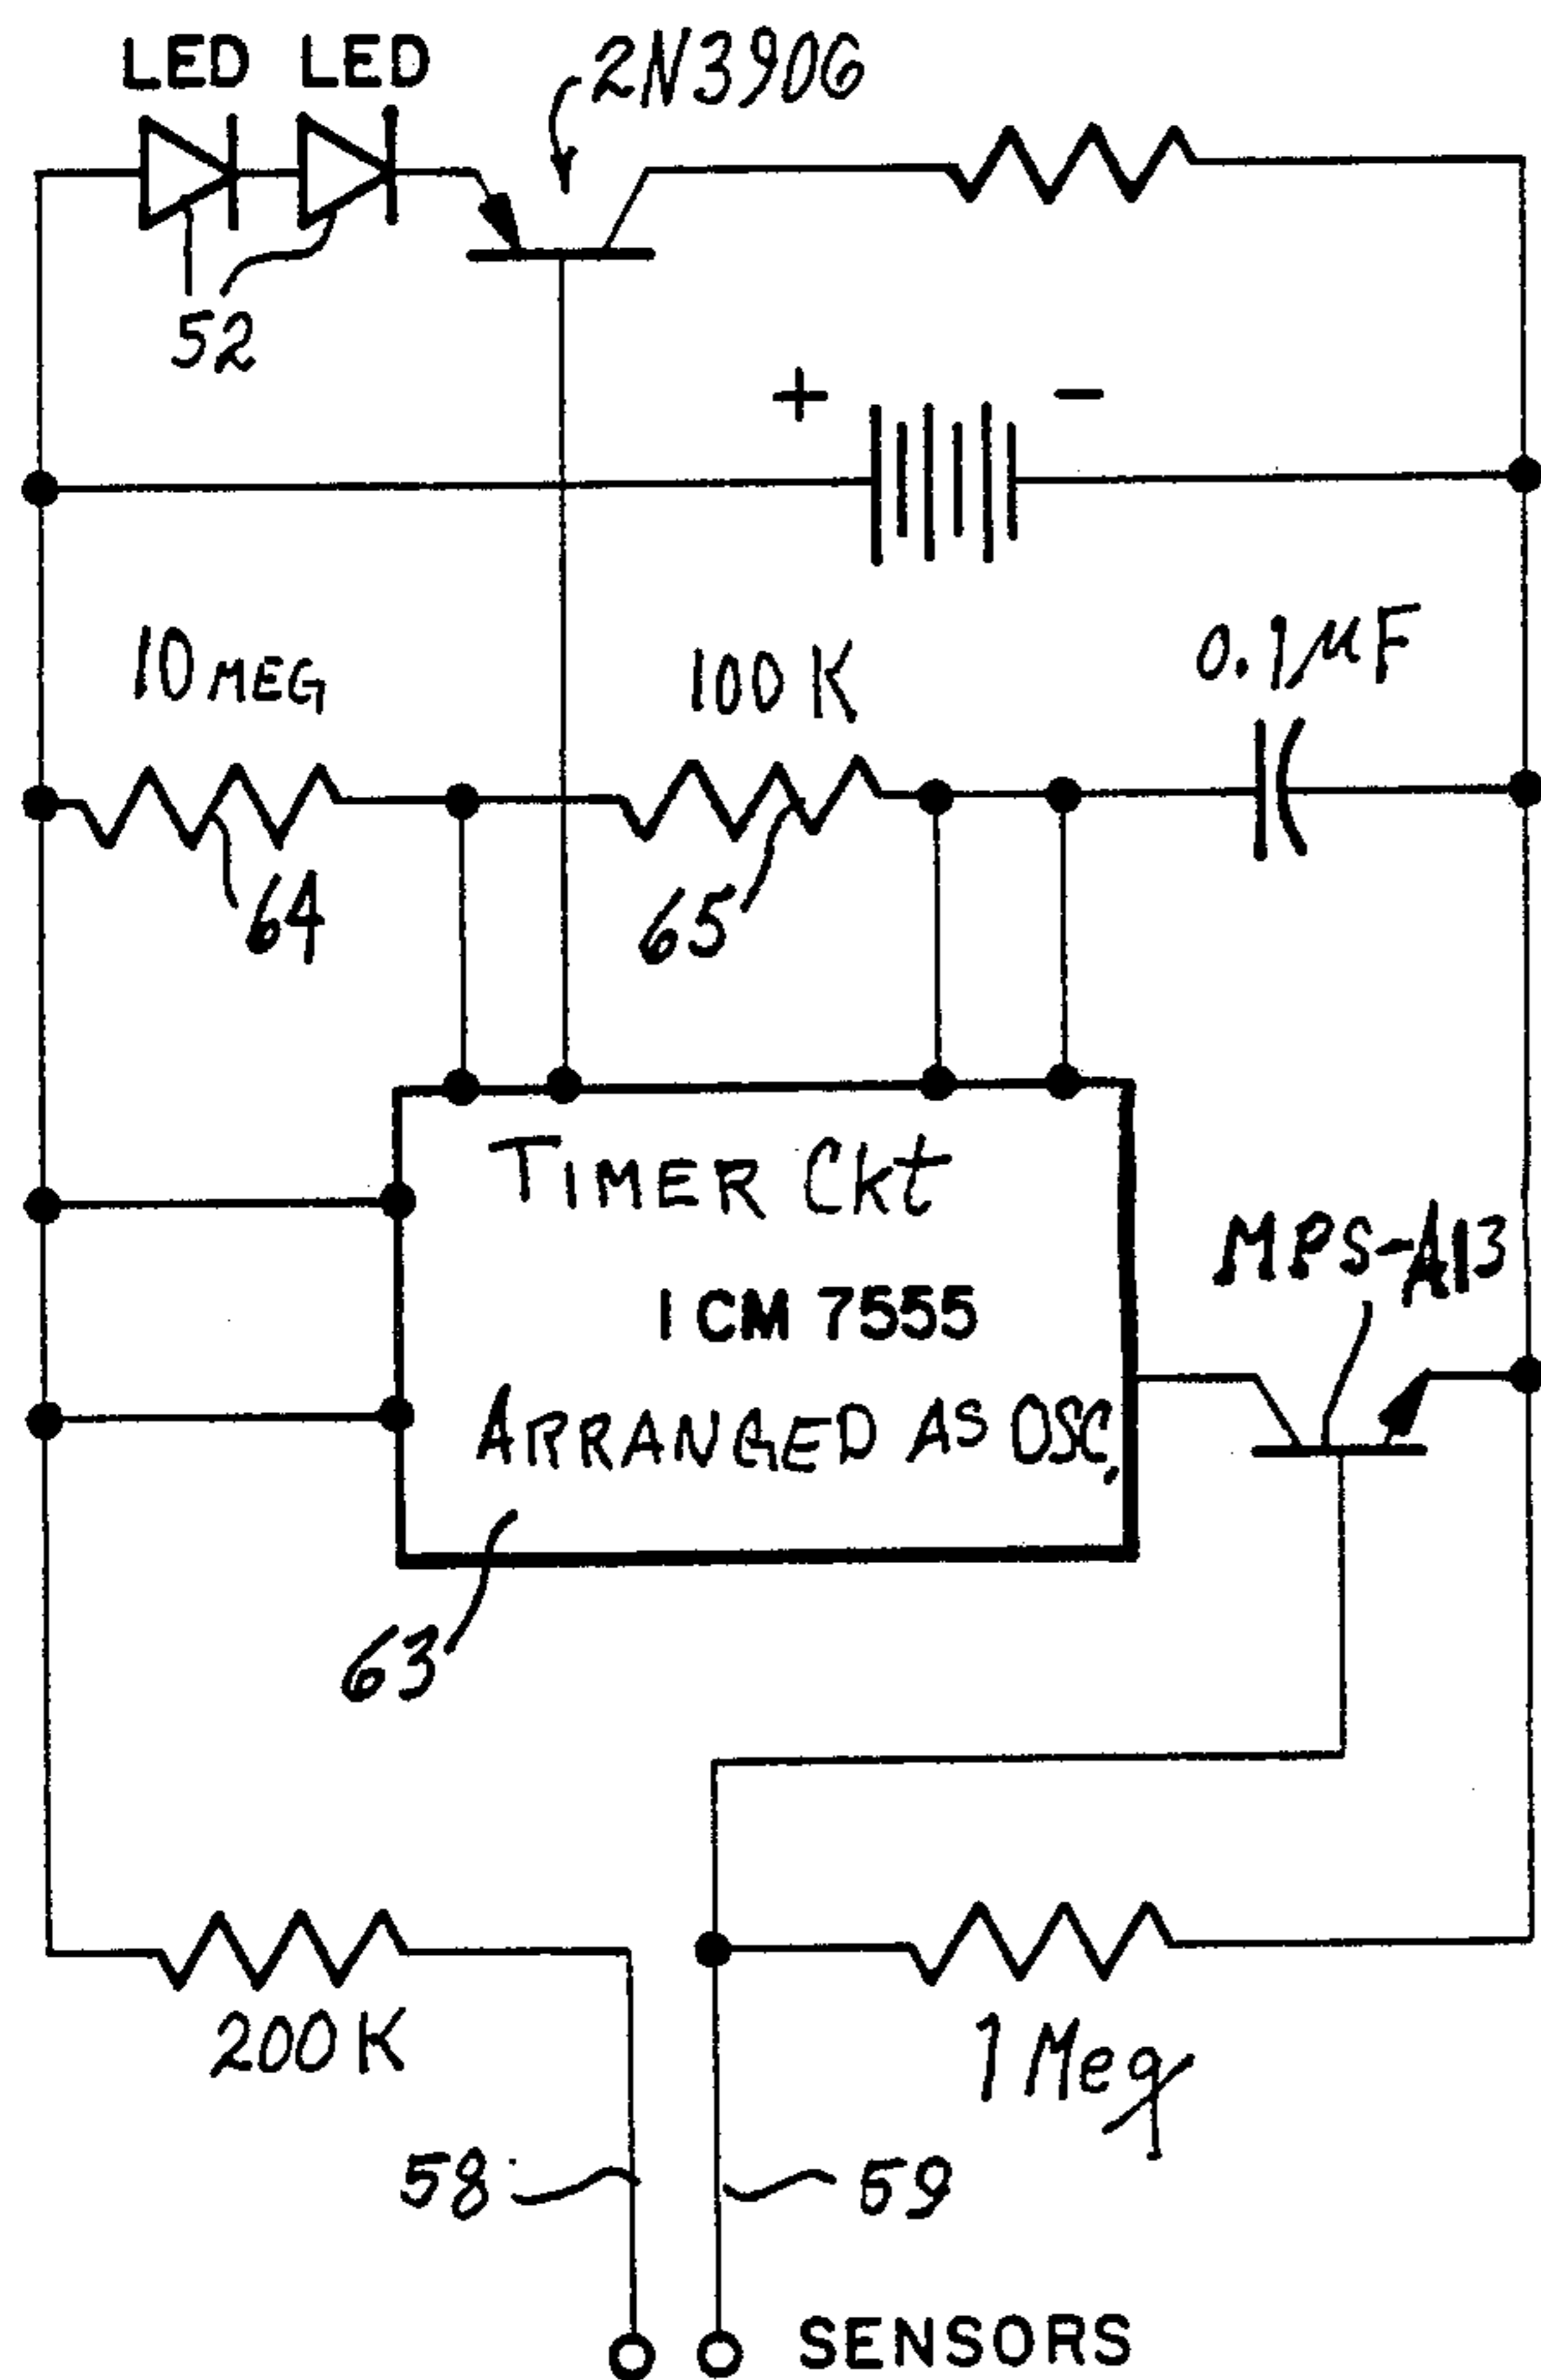 LED LED
2N3906
52
+ −
10 MEG
100 K
0.1 µF
64
65
TIMER Ckt
ICM 7555
ARRANGED AS OSC.
MPS-A13
63
200 K
1 Meg
58
59
SENSORS